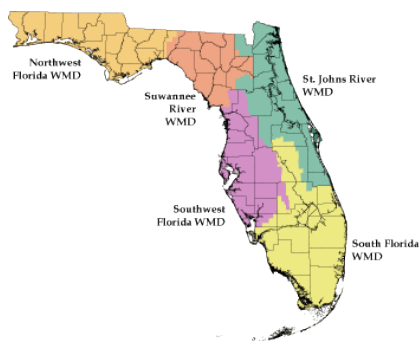 Northwest
Florida WMD
St. Johns River
WMD
Suwannee
River
WMD
Southwest
Florida WMD
South Florida
WMD